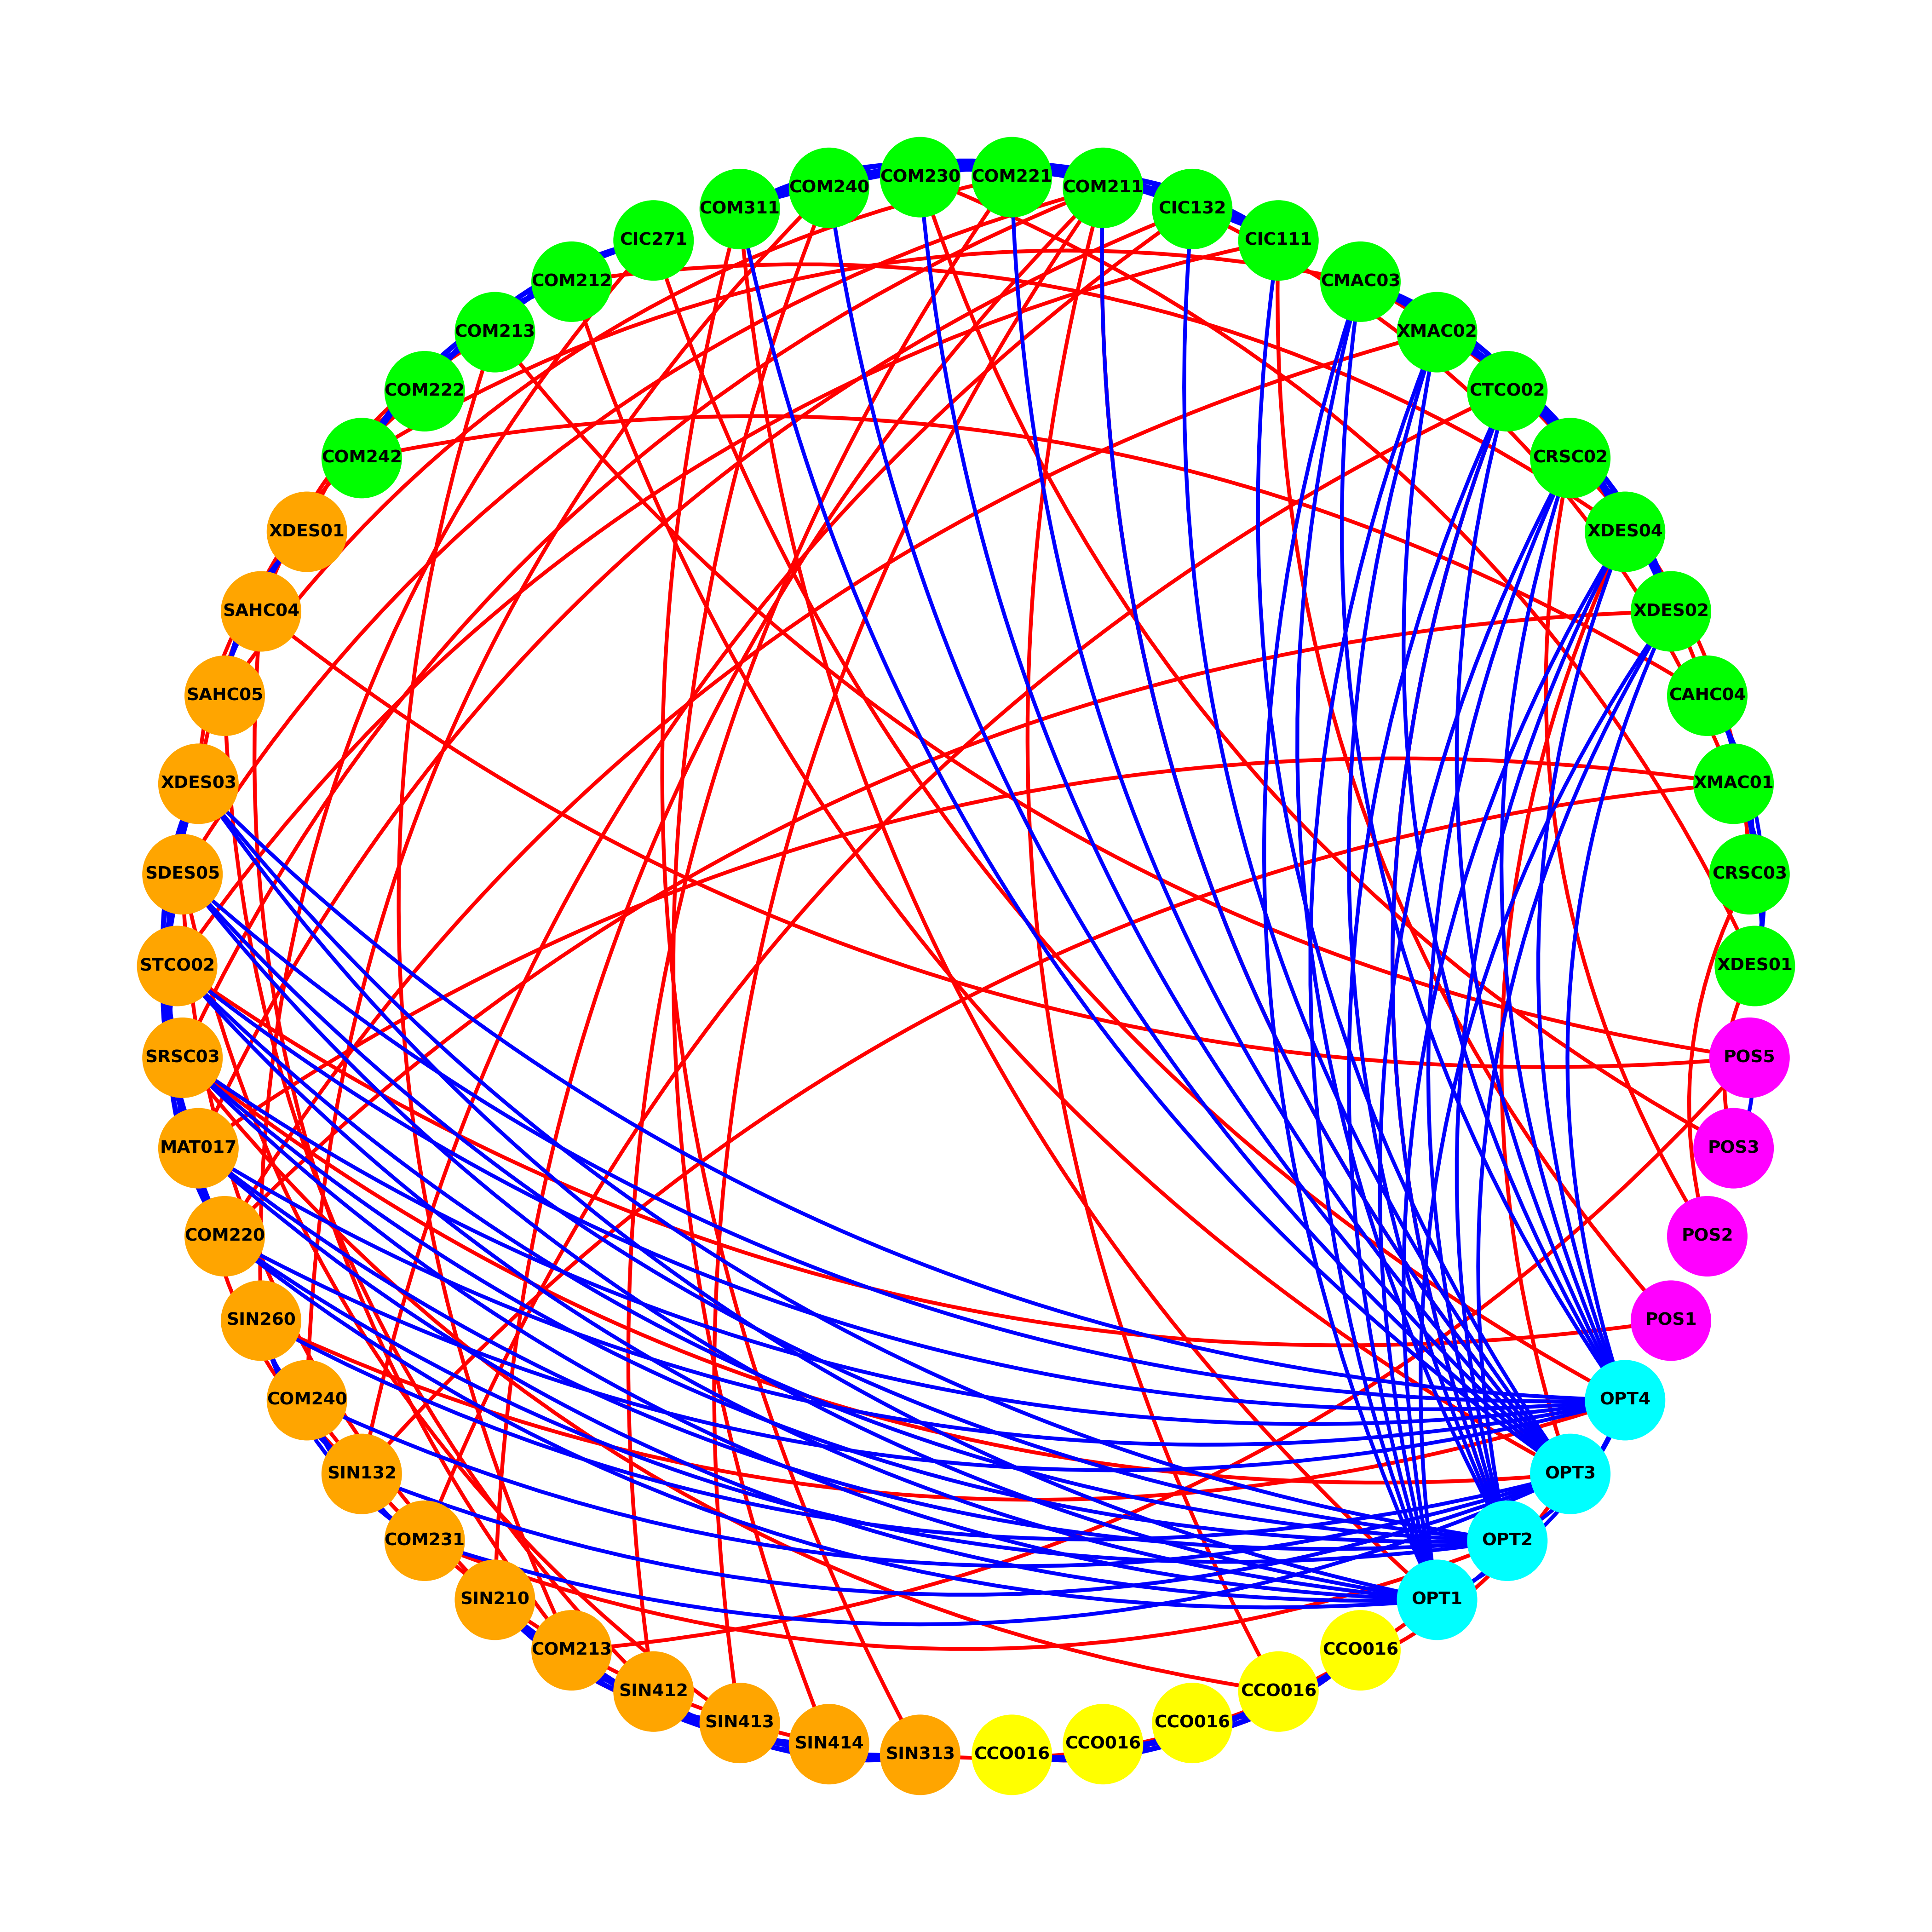 COM230
COM221
COM240
COM211
COM311
CIC132
CIC271
CIC111
COM212
CMAC03
COM213
XMAC02
COM222
CTCO02
COM242
CRSC02
XDES01
XDES04
SAHC04
XDES02
SAHC05
CAHC04
XDES03
XMAC01
SDES05
CRSC03
STCO02
XDES01
SRSC03
POS5
MAT017
POS3
COM220
POS2
SIN260
POS1
COM240
OPT4
SIN132
OPT3
COM231
OPT2
SIN210
OPT1
COM213
CCO016
SIN412
CCO016
SIN413
CCO016
SIN414
CCO016
SIN313
CCO016